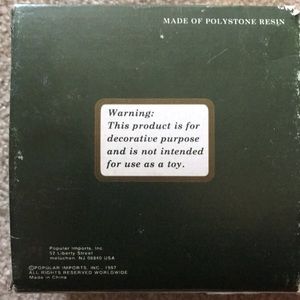 MADE OF POLYSTONE RESIN
Warning:
This product is for
decorative purpose
and is not intended
for use as a toy.
Popular Imports, Inc.
57 Liberty Street
metuchen, NJ 08840 USA
©POPULAR IMPORTS, INC. 1997
ALL RIGHTS RESERVED WORLDWIDE
Made in China